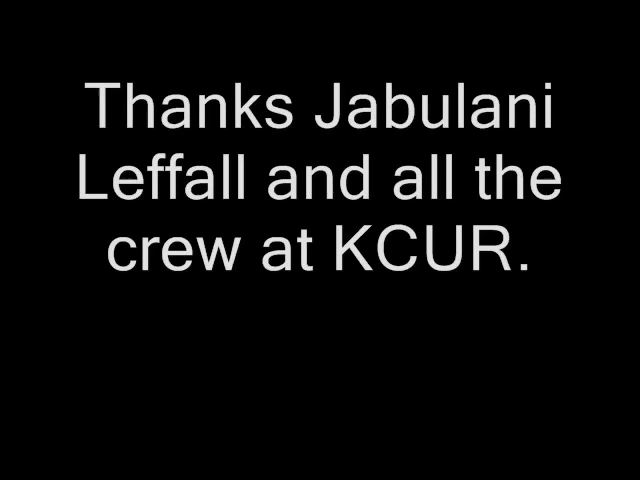 Thanks Jabulani
Leffall and all the
crew at KCUR.